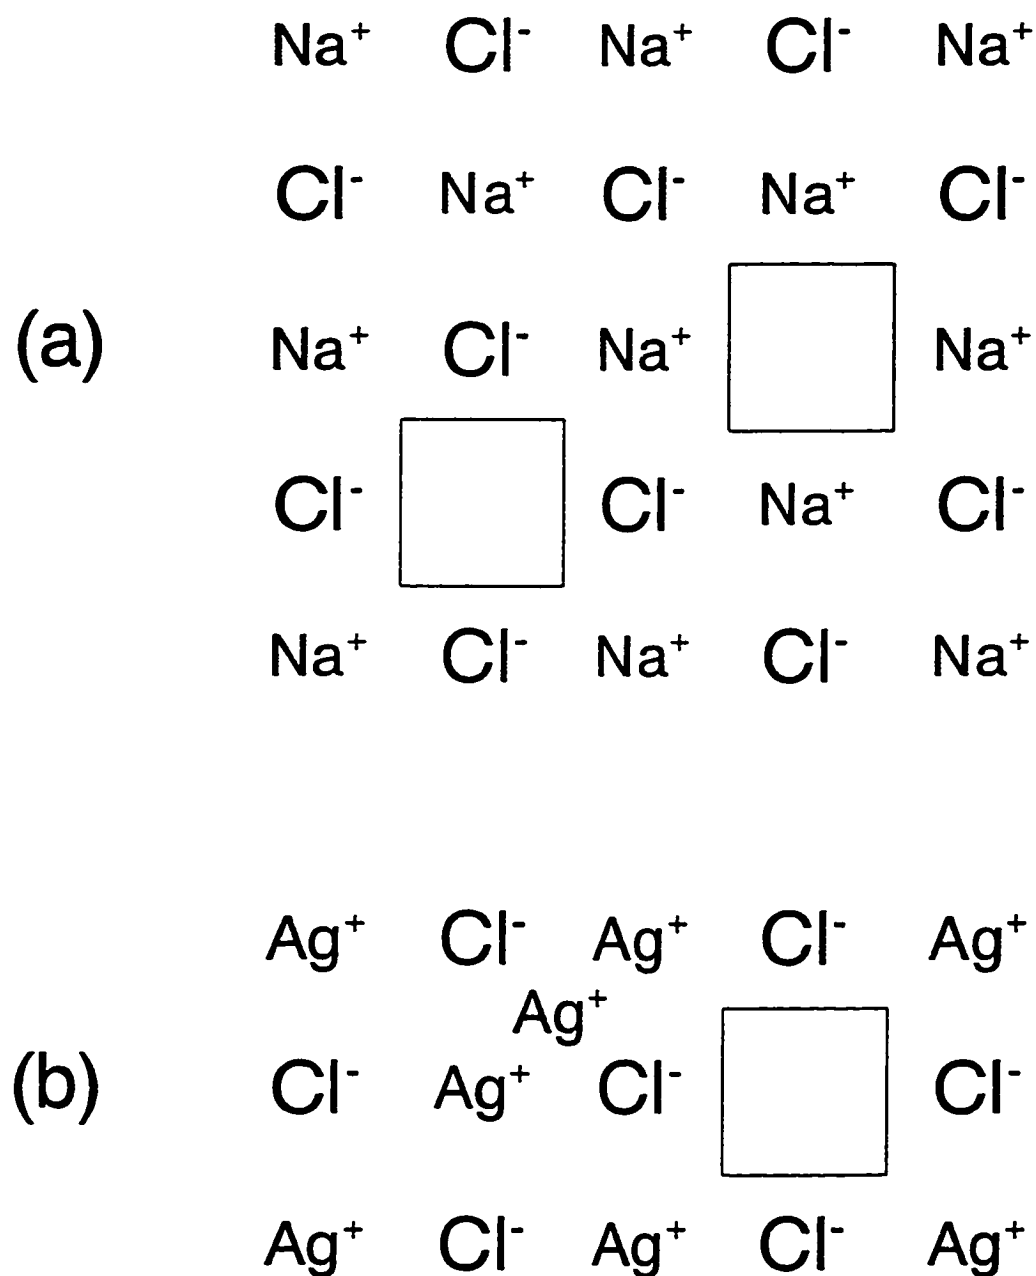 Na⁺ Cl⁻ Na⁺ Cl⁻ Na⁺
Cl⁻ Na⁺ Cl⁻ Na⁺ Cl⁻
(a) Na⁺ Cl⁻ Na⁺ Na⁺
Cl⁻ Cl⁻ Na⁺ Cl⁻
Na⁺ Cl⁻ Na⁺ Cl⁻ Na⁺
Ag⁺ Cl⁻ Ag⁺ Cl⁻ Ag⁺
Ag⁺
(b) Cl⁻ Ag⁺ Cl⁻ Cl⁻
Ag⁺ Cl⁻ Ag⁺ Cl⁻ Ag⁺